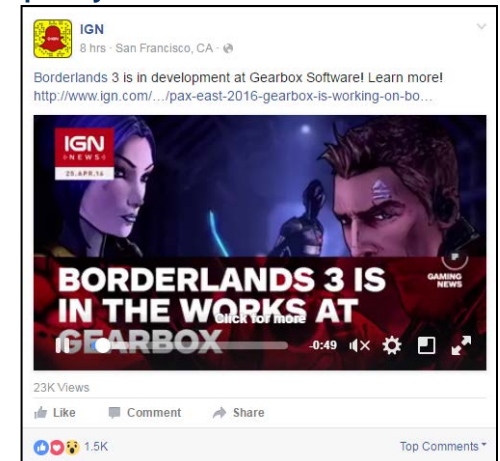 IGN
8 hrs · San Francisco, CA ·
Borderlands 3 is in development at Gearbox Software! Learn more!
http://www.ign.com/.../pax-east-2016-gearbox-is-working-on-bo...
IGN
NEWS
25.APR.16
GAMING
NEWS
BORDERLANDS 3 IS
IN THE WORKS AT
Click for more
GEARBOX
-0:49
23K Views
Like Comment Share
1.5K Top Comments